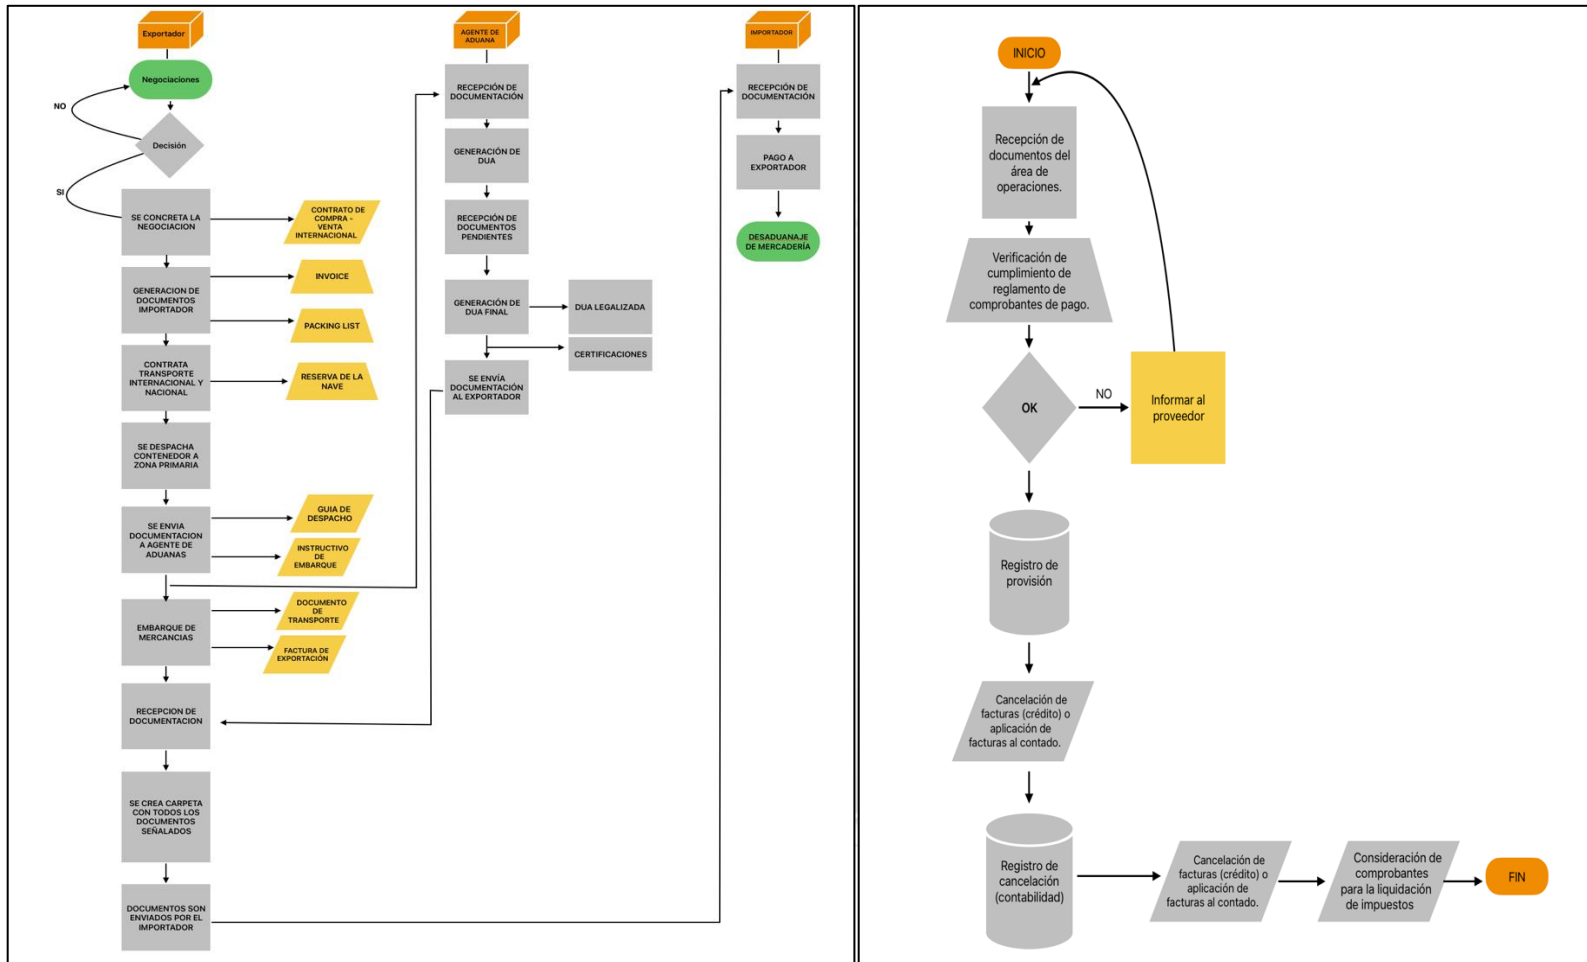 Exportador
Negociaciones
NO
Decisión
SI
SE CONCRETA LA
NEGOCIACION
CONTRATO DE
COMPRA -
VENTA
INTERNACIONAL
GENERACION DE
DOCUMENTOS
IMPORTADOR
INVOICE
PACKING LIST
CONTRATA
TRANSPORTE
INTERNACIONAL Y
NACIONAL
RESERVA DE LA
NAVE
SE DESPACHA
CONTENEDOR A
ZONA PRIMARIA
SE ENVIA
DOCUMENTACION
A AGENTE DE
ADUANAS
GUIA DE
DESPACHO
INSTRUCTIVO
DE
EMBARQUE
EMBARQUE DE
MERCANCIAS
DOCUMENTO
DE
TRANSPORTE
FACTURA DE
EXPORTACIÓN
RECEPCION DE
DOCUMENTACION
SE CREA CARPETA
CON TODOS LOS
DOCUMENTOS
SEÑALADOS
DOCUMENTOS SON
ENVIADOS POR EL
IMPORTADOR
AGENTE DE
ADUANA
RECEPCIÓN DE
DOCUMENTACIÓN
GENERACIÓN DE
DUA
RECEPCIÓN DE
DOCUMENTOS
PENDIENTES
GENERACIÓN DE
DUA FINAL
DUA LEGALIZADA
CERTIFICACIONES
SE ENVÍA
DOCUMENTACIÓN
AL EXPORTADOR
IMPORTADOR
RECEPCIÓN DE
DOCUMENTACIÓN
PAGO A
EXPORTADOR
DESADUANAJE
DE MERCADERÍA
INICIO
Recepción de
documentos del
área de
operaciones.
Verificación de
cumplimiento de
reglamento de
comprobantes de pago.
OK
NO
Informar al
proveedor
Registro de
provisión
Cancelación de
facturas (crédito) o
aplicación de
facturas al contado.
Registro de
cancelación
(contabilidad)
Cancelación de
facturas (crédito) o
aplicación de
facturas al contado.
Consideración de
comprobantes
para la liquidación
de impuestos
FIN